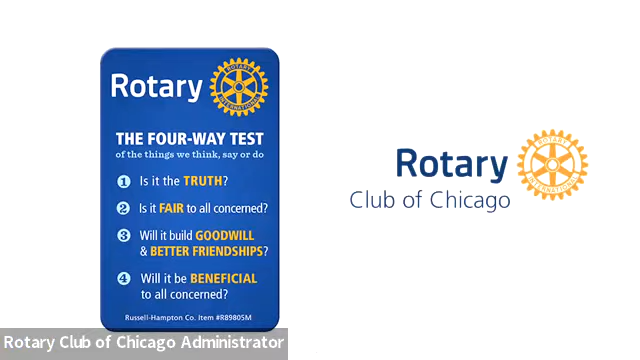 Rotary
ROTARY
INTERNATIONAL
THE FOUR-WAY TEST
of the things we think, say or do
1 Is it the TRUTH?
2 Is it FAIR to all concerned?
3 Will it build GOODWILL
& BETTER FRIENDSHIPS?
4 Will it be BENEFICIAL
to all concerned?
Russell-Hampton Co. Item #R89805M
Rotary
Club of Chicago
ROTARY
INTERNATIONAL
Rotary Club of Chicago Administrator